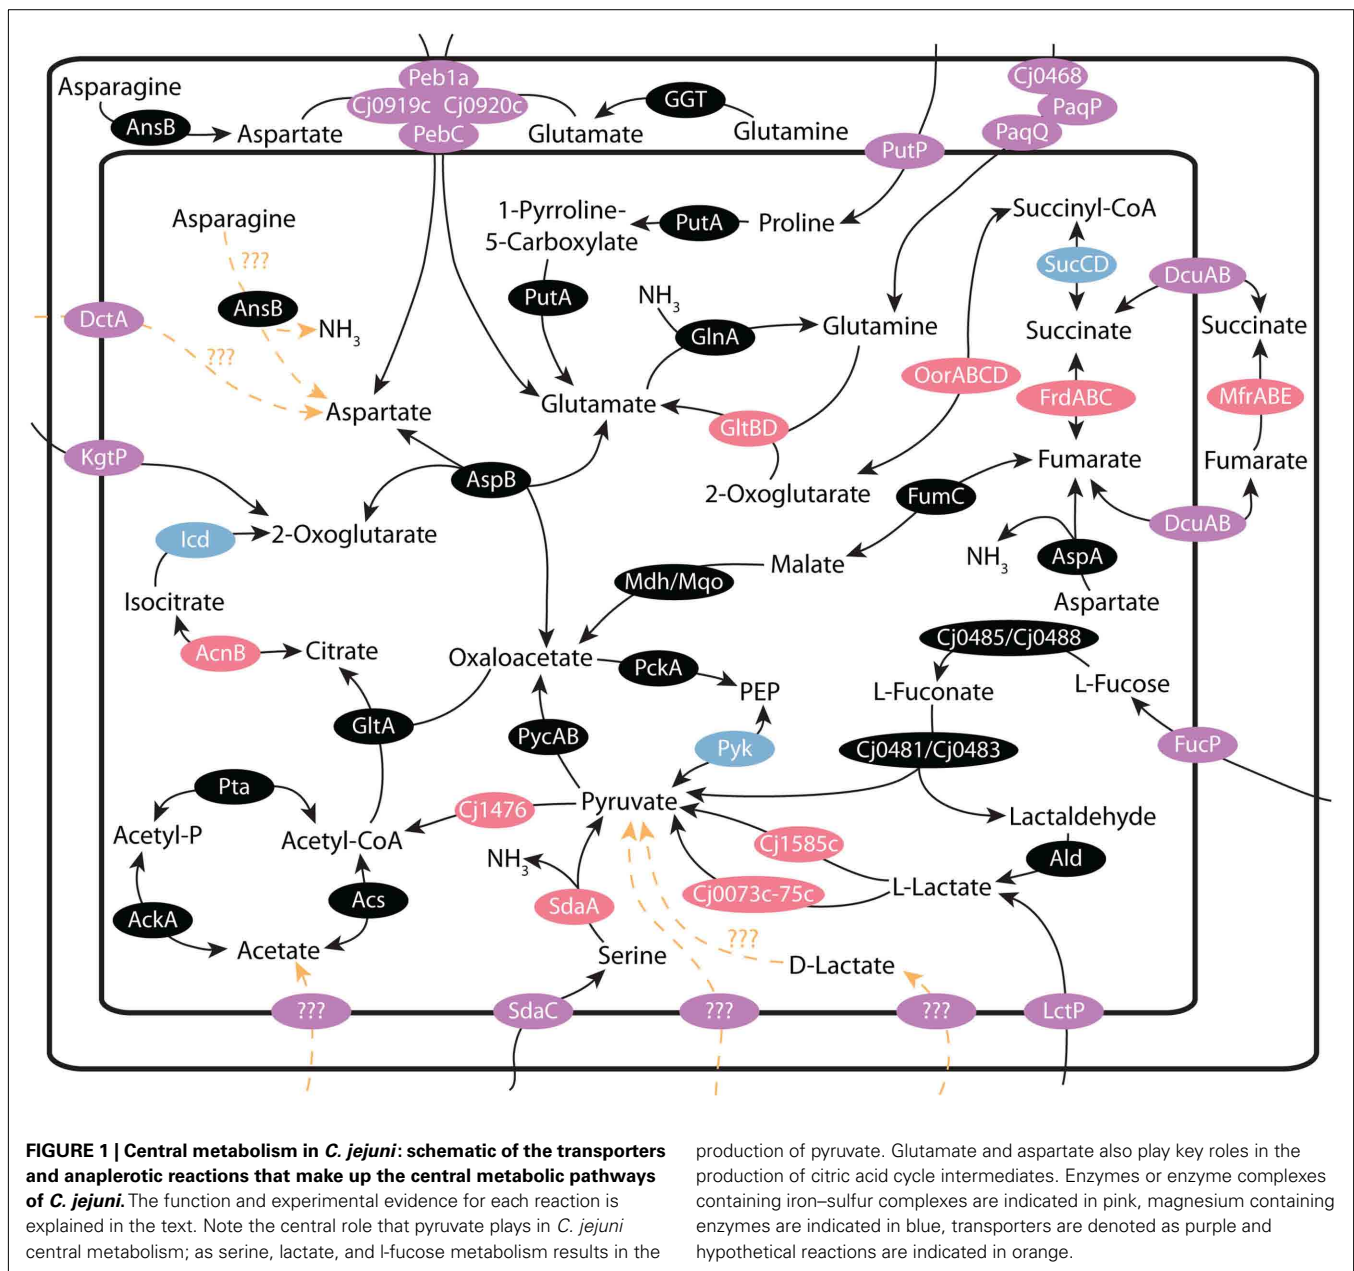 Peb1a
Cj0919c Cj0920c
PebC
Asparagine
AnsB
Aspartate
Glutamate
GGT
Glutamine
PutP
Cj0468
PaqP
PaqQ
Asparagine
???
AnsB
NH3
DctA
???
Aspartate
1-Pyrroline-
5-Carboxylate
PutA
Proline
PutA
NH3
GlnA
Glutamine
Glutamate
GltBD
2-Oxoglutarate
OorABCD
Succinyl-CoA
SucCD
Succinate
FrdABC
Fumarate
DcuAB
Succinate
MfrABE
Fumarate
DcuAB
FumC
NH3
AspA
Aspartate
KgtP
AspB
2-Oxoglutarate
Icd
Isocitrate
AcnB
Citrate
GltA
Malate
Mdh/Mqo
Oxaloacetate
PckA
PEP
PycAB
Pyk
Cj0485/Cj0488
L-Fuconate
L-Fucose
Cj0481/Cj0483
FucP
Pta
Acetyl-P
Acetyl-CoA
Cj1476
Pyruvate
Lactaldehyde
Ald
Cj1585c
Cj0073c-75c
L-Lactate
NH3
SdaA
Serine
AckA
Acs
Acetate
???
D-Lactate
???
SdaC
???
???
LctP
FIGURE 1 | Central metabolism in C. jejuni: schematic of the transporters
and anaplerotic reactions that make up the central metabolic pathways
of C. jejuni. The function and experimental evidence for each reaction is
explained in the text. Note the central role that pyruvate plays in C. jejuni
central metabolism; as serine, lactate, and l-fucose metabolism results in the
production of pyruvate. Glutamate and aspartate also play key roles in the
production of citric acid cycle intermediates. Enzymes or enzyme complexes
containing iron–sulfur complexes are indicated in pink, magnesium containing
enzymes are indicated in blue, transporters are denoted as purple and
hypothetical reactions are indicated in orange.